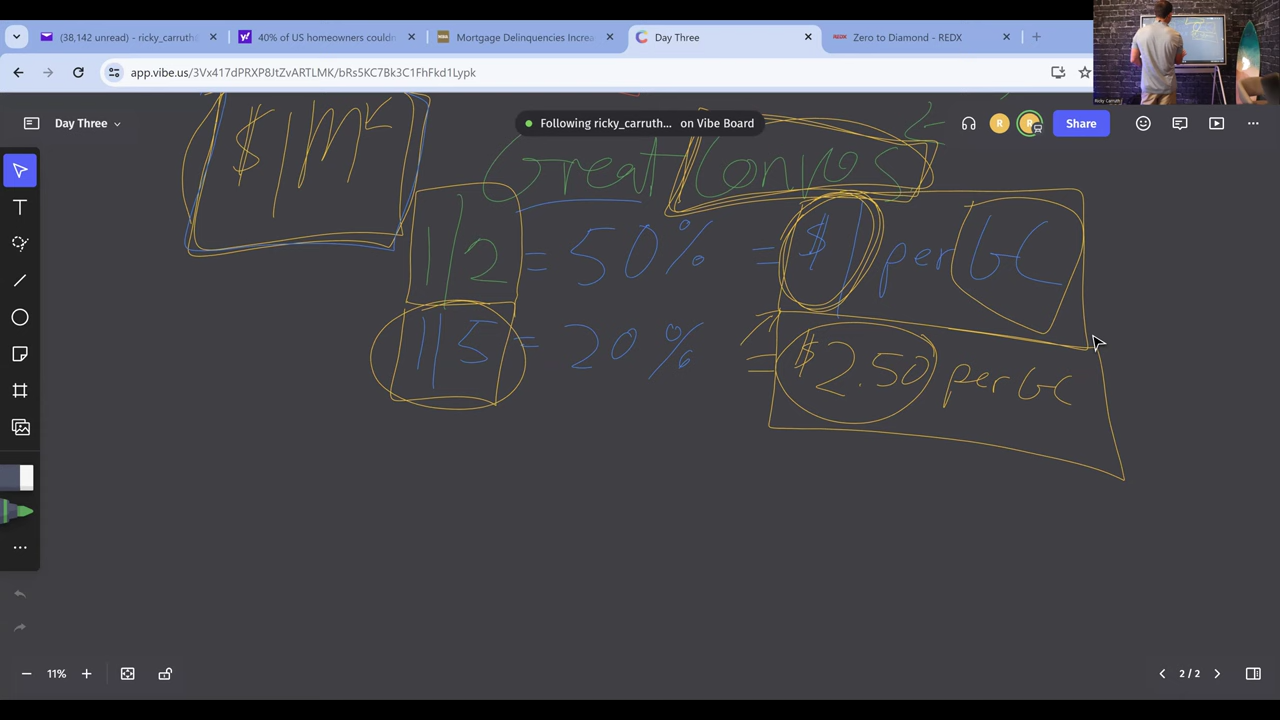 (38,142 unread) - ricky_carruth
40% of US homeowners could
Mortgage Delinquencies Increa
Day Three
Zero to Diamond - REDX
app.vibe.us/3Vx417dPRXP8JtZvARTLMK/bRs5KC7Bk3C1FhFkd1Lypk
Ricky Carruth
Day Three
Following ricky_carruth... on Vibe Board
R
R
Share
$1M
Great Convos
1/2 = 50% = $1 per GC
1/5 = 20% = $2.50 per GC
T
11%
2 / 2